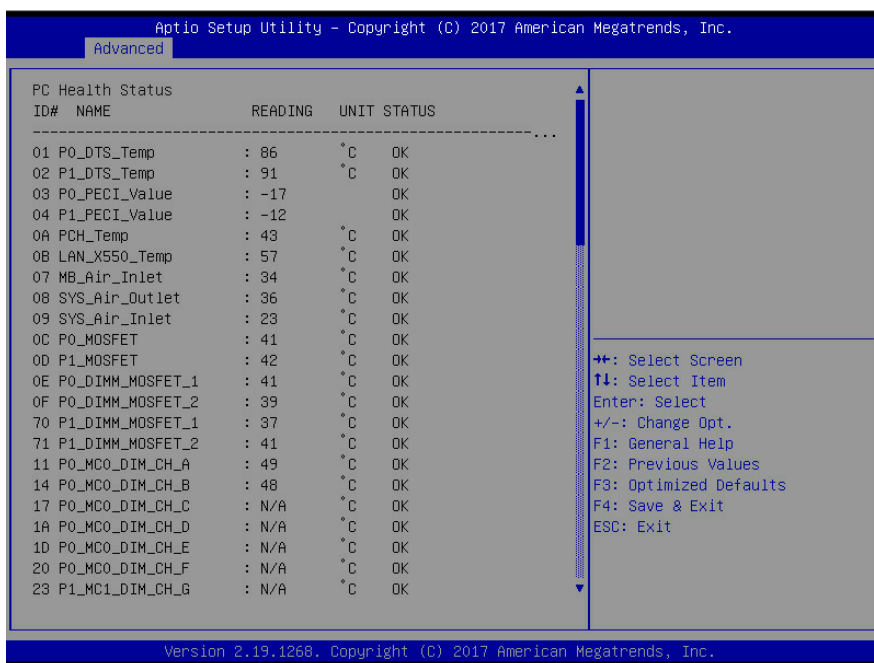 Aptio Setup Utility – Copyright (C) 2017 American Megatrends, Inc.
Advanced
PC Health Status
ID# NAME READING UNIT STATUS
------------------------------------------------------------...
01 P0_DTS_Temp : 86 °C OK
02 P1_DTS_Temp : 91 °C OK
03 P0_PECI_Value : -17 OK
04 P1_PECI_Value : -12 OK
0A PCH_Temp : 43 °C OK
0B LAN_X550_Temp : 57 °C OK
07 MB_Air_Inlet : 34 °C OK
08 SYS_Air_Outlet : 36 °C OK
09 SYS_Air_Inlet : 23 °C OK
0C P0_MOSFET : 41 °C OK
0D P1_MOSFET : 42 °C OK
0E P0_DIMM_MOSFET_1 : 41 °C OK
0F P0_DIMM_MOSFET_2 : 39 °C OK
70 P1_DIMM_MOSFET_1 : 37 °C OK
71 P1_DIMM_MOSFET_2 : 41 °C OK
11 P0_MC0_DIM_CH_A : 49 °C OK
14 P0_MC0_DIM_CH_B : 48 °C OK
17 P0_MC0_DIM_CH_C : N/A °C OK
1A P0_MC0_DIM_CH_D : N/A °C OK
1D P0_MC0_DIM_CH_E : N/A °C OK
20 P0_MC0_DIM_CH_F : N/A °C OK
23 P1_MC1_DIM_CH_G : N/A °C OK
→←: Select Screen
↑↓: Select Item
Enter: Select
+/-: Change Opt.
F1: General Help
F2: Previous Values
F3: Optimized Defaults
F4: Save & Exit
ESC: Exit
Version 2.19.1268. Copyright (C) 2017 American Megatrends, Inc.